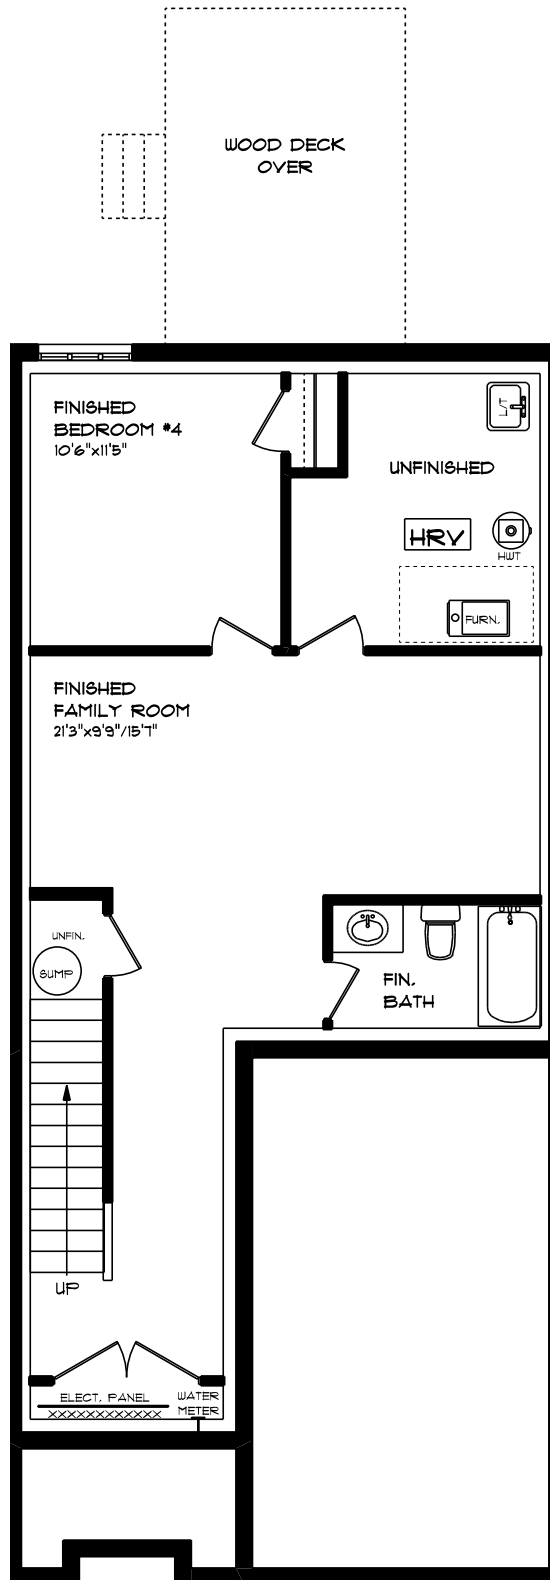 WOOD DECK
OVER
FINISHED
BEDROOM #4
10'6"x11'5"
L/T
UNFINISHED
HRV
HWT
FURN.
FINISHED
FAMILY ROOM
21'3"x9'9"/15'7"
UNFIN.
SUMP
FIN.
BATH
UP
ELECT. PANEL
WATER
METER